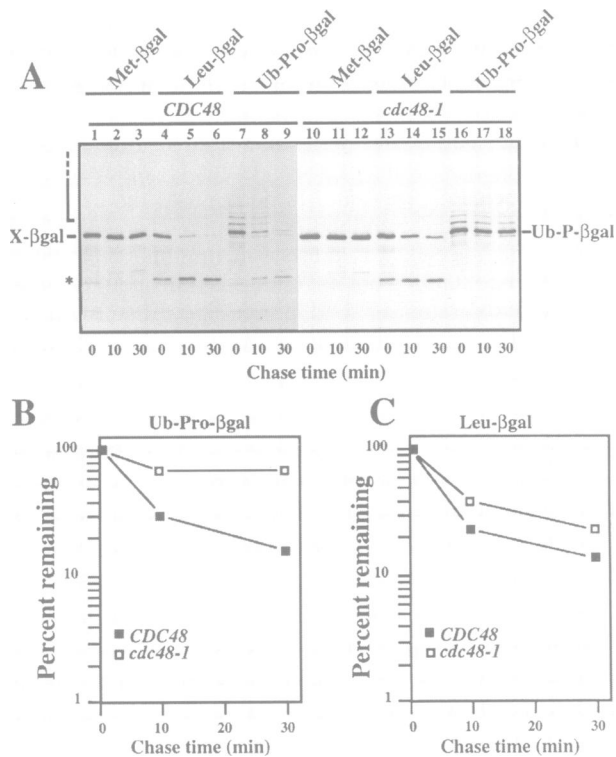 Met-βgal Leu-βgal Ub-Pro-βgal Met-βgal Leu-βgal Ub-Pro-βgal
A
CDC48 cdc48-1
1 2 3 4 5 6 7 8 9 10 11 12 13 14 15 16 17 18
X-βgal
Ub-P-βgal
*
0 10 30 0 10 30 0 10 30 0 10 30 0 10 30 0 10 30
Chase time (min)
B
Ub-Pro-βgal
100
10
1
Percent remaining
CDC48
cdc48-1
0 10 20 30
Chase time (min)
C
Leu-βgal
100
10
1
Percent remaining
CDC48
cdc48-1
0 10 20 30
Chase time (min)